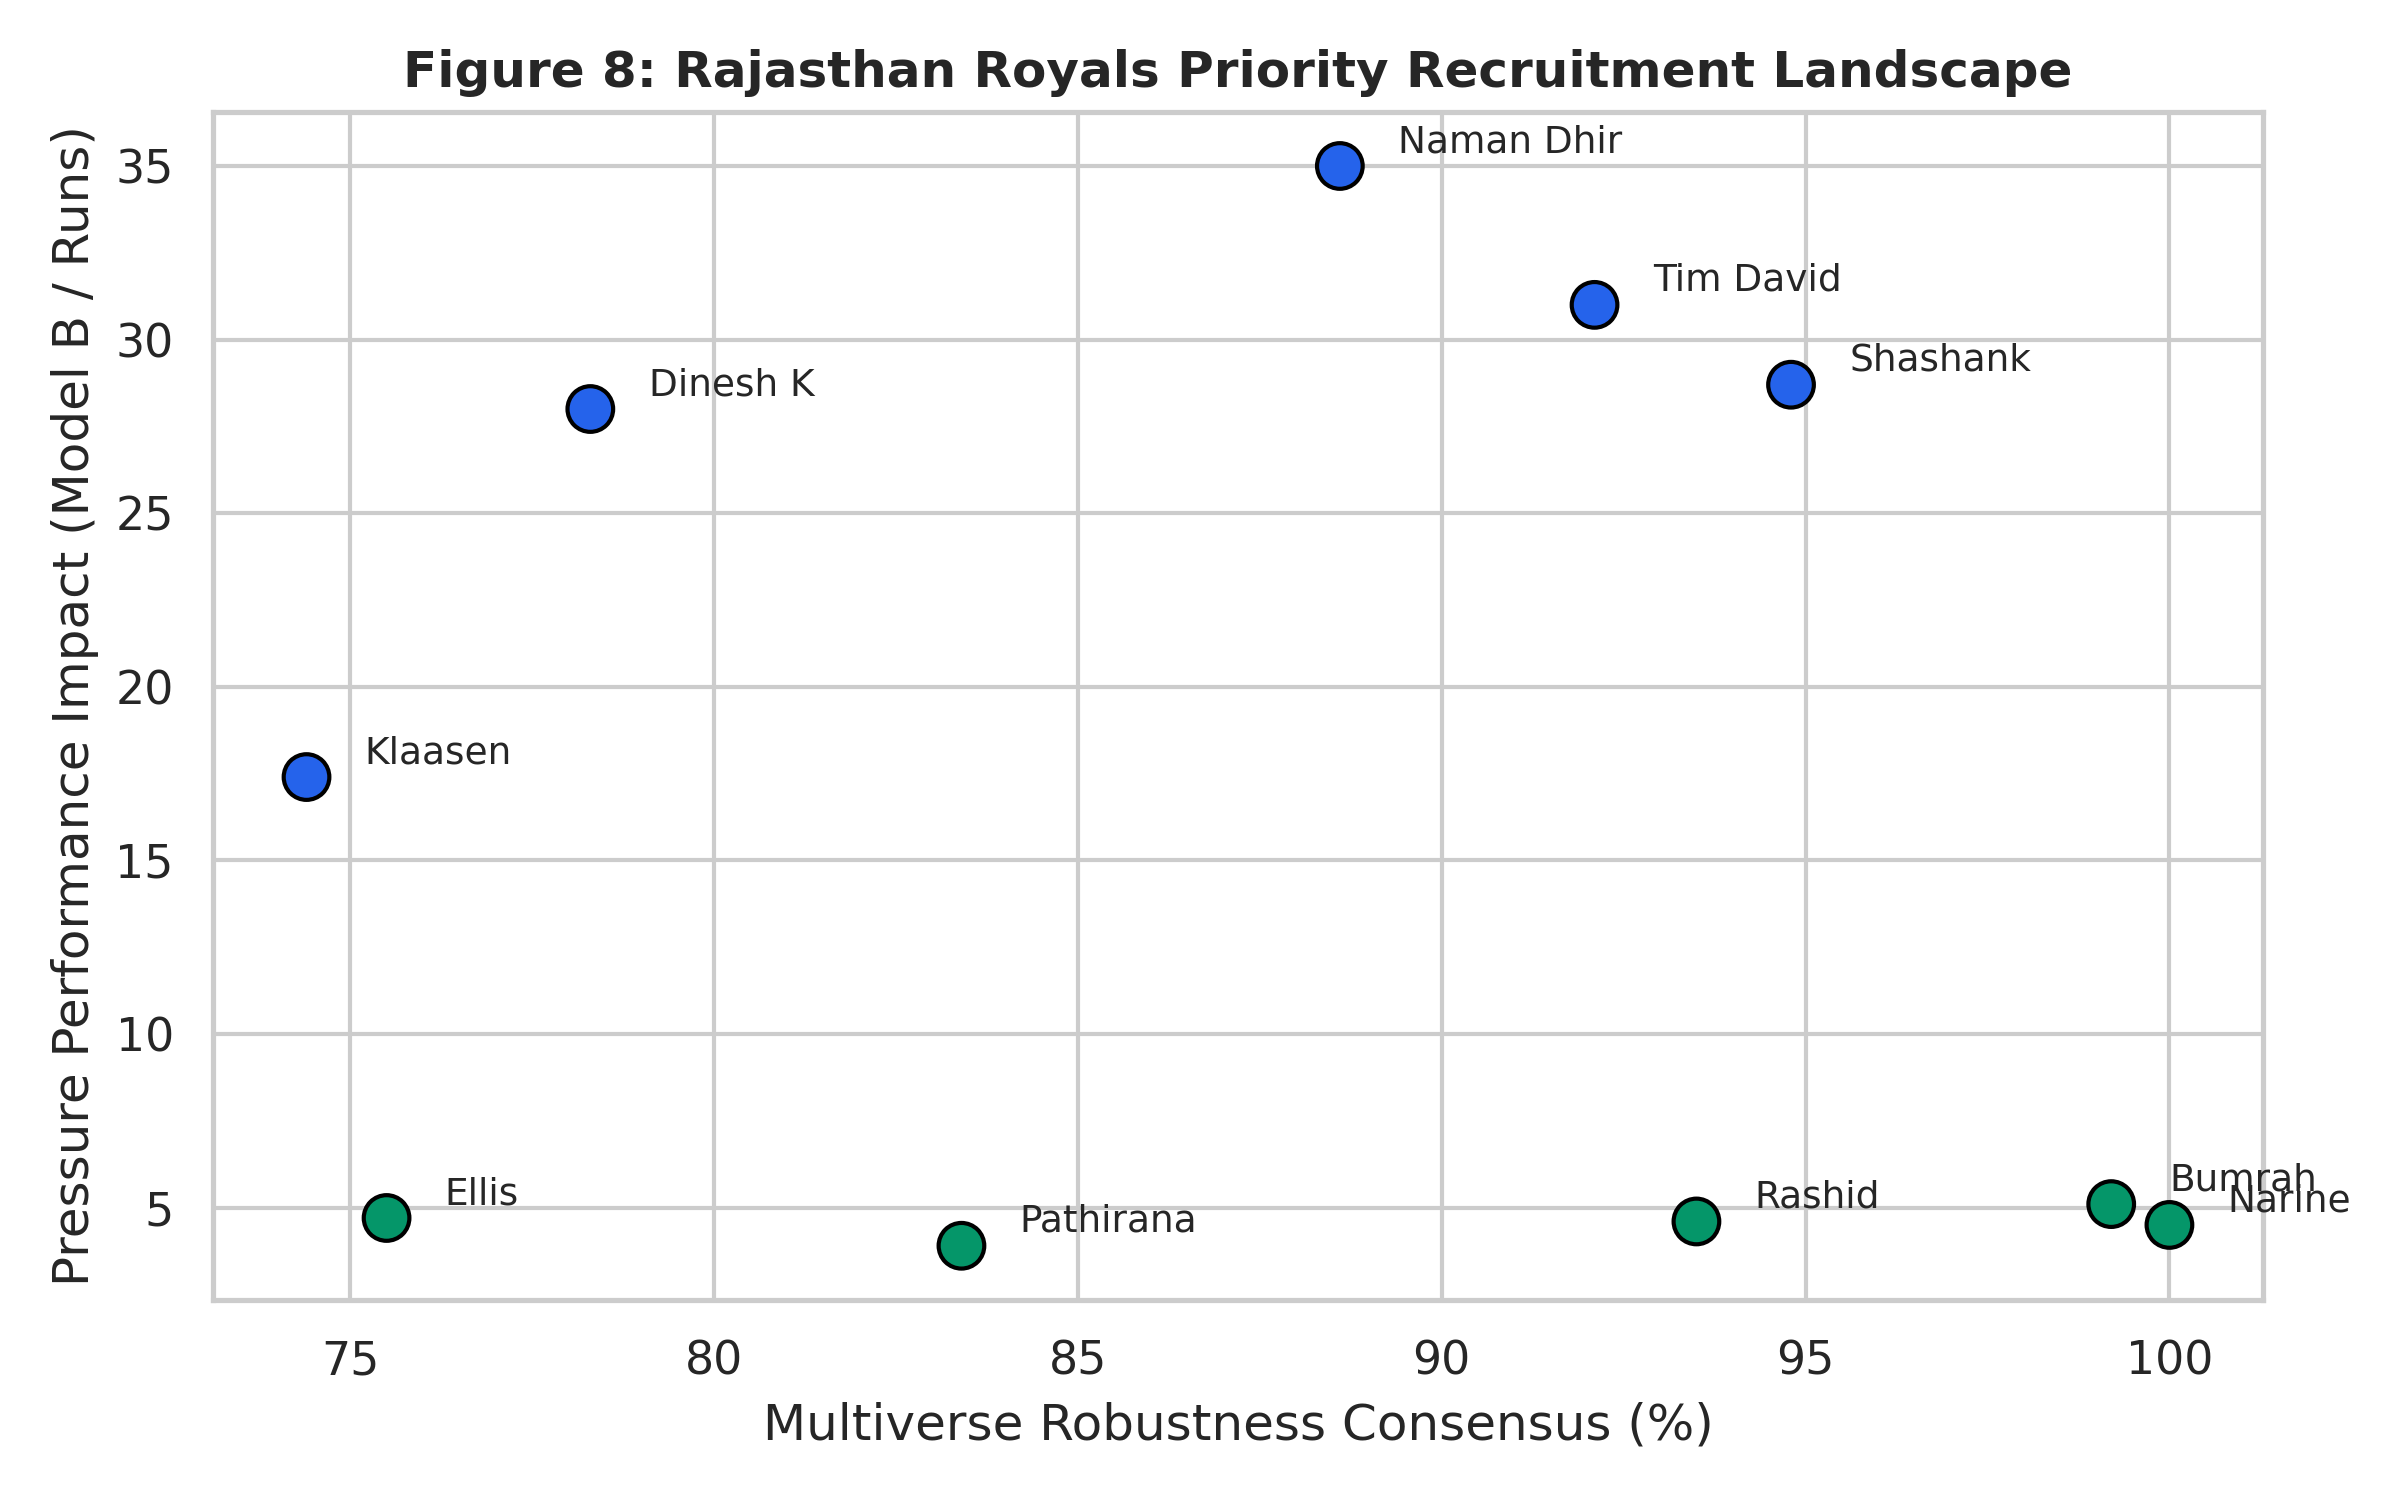 Figure 8: Rajasthan Royals Priority Recruitment Landscape
Pressure Performance Impact (Model B / Runs)
35
30
25
20
15
10
5
Naman Dhir
Tim David
Shashank
Dinesh K
Klaasen
Ellis
Pathirana
Rashid
Bumrah
Narine
75
80
85
90
95
100
Multiverse Robustness Consensus (%)